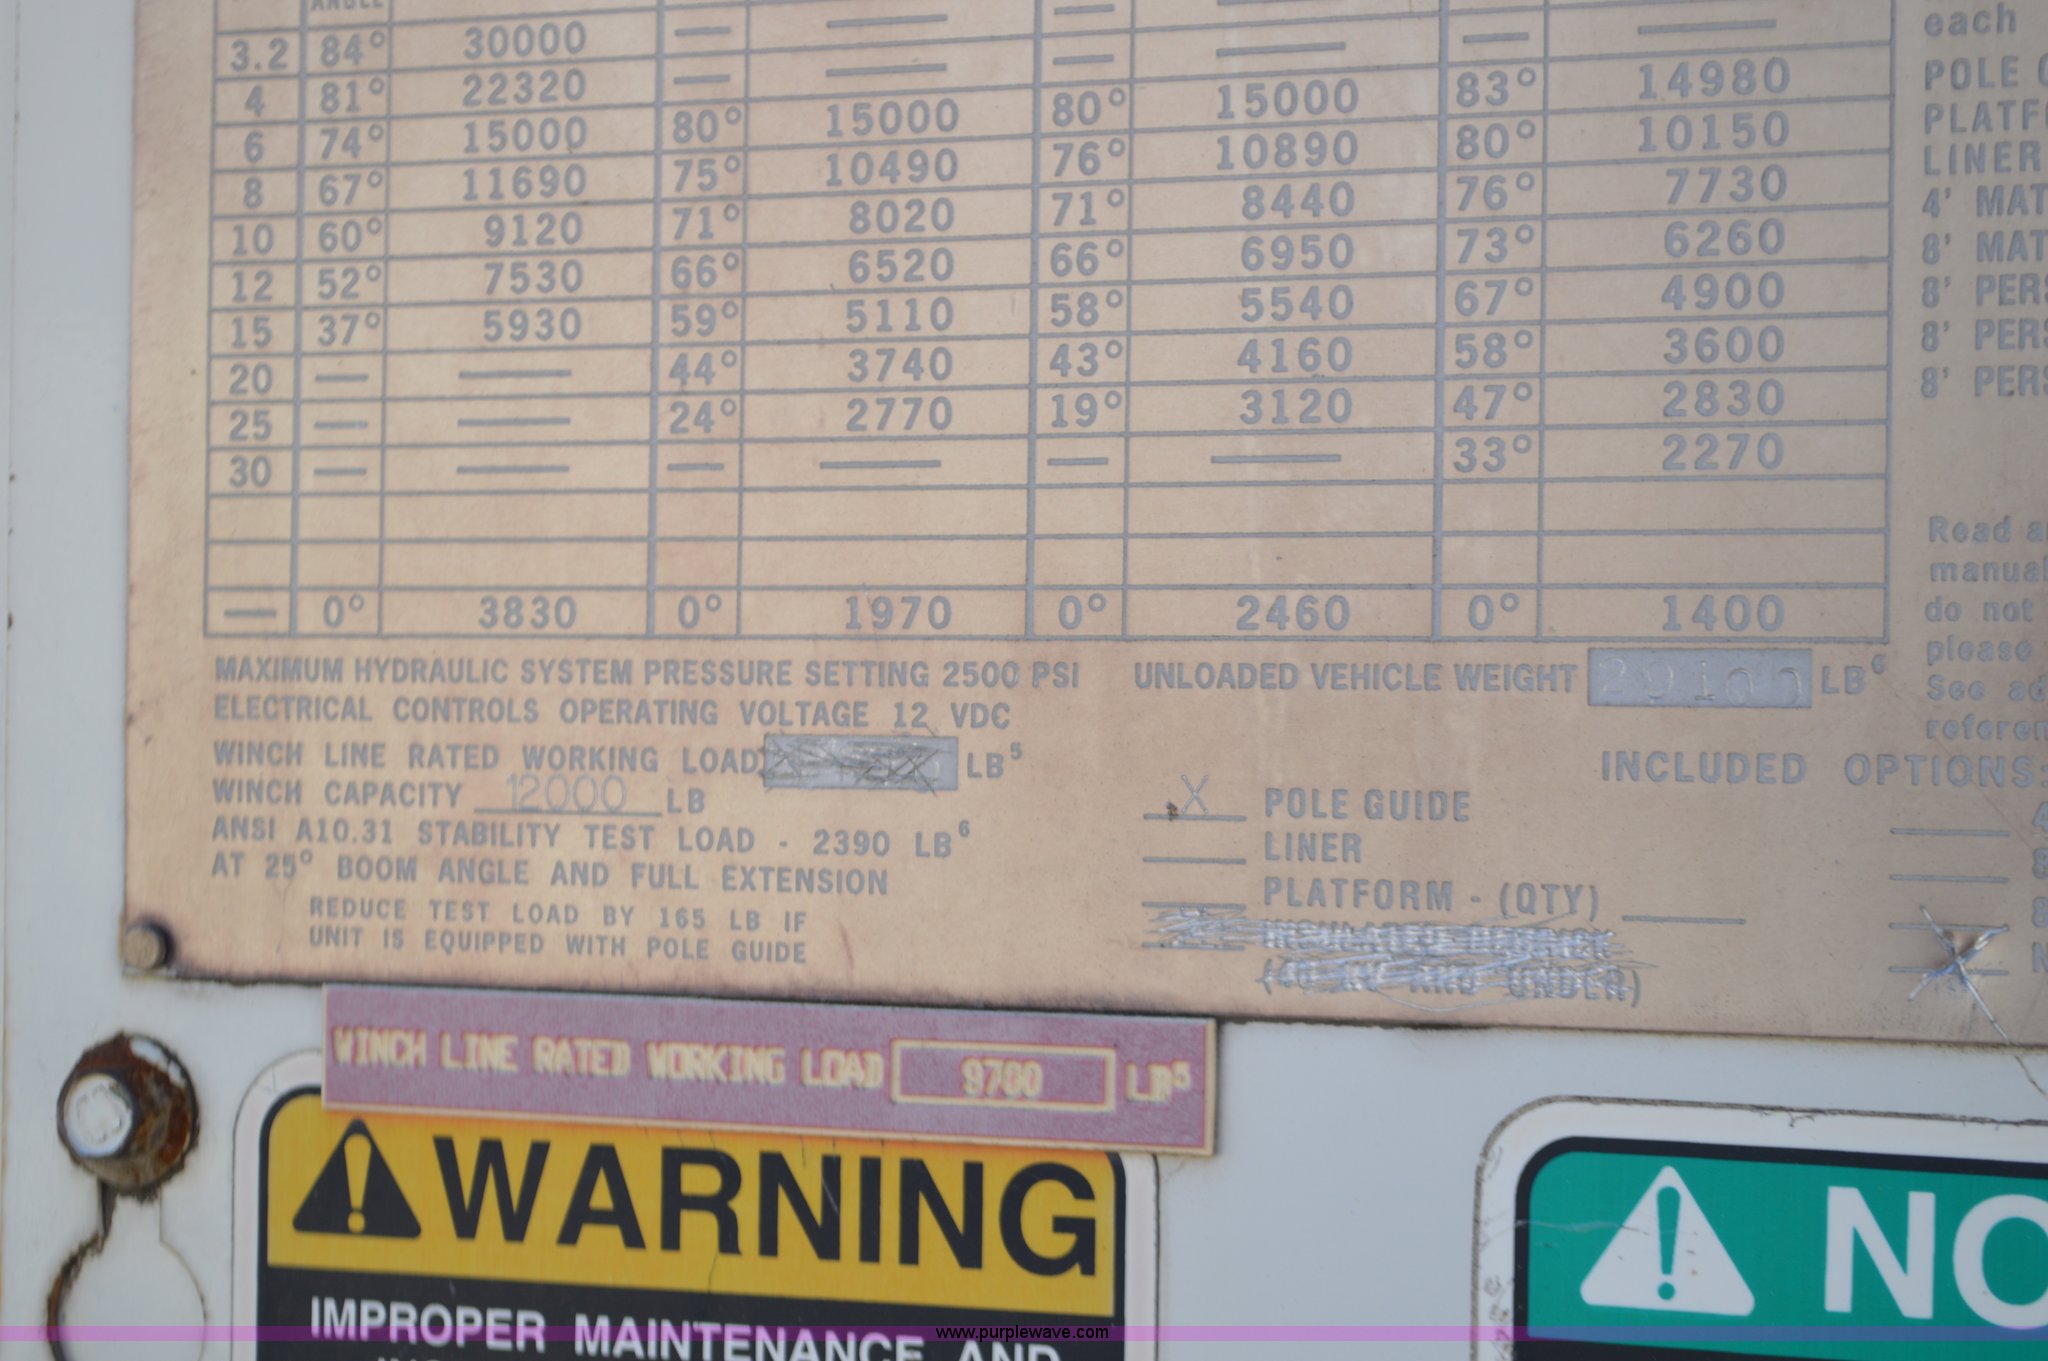 ANGLE
3.2 84° 30000 — — — — — —
4 81° 22320 — — — — 83° 14980
6 74° 15000 80° 15000 80° 15000 80° 10150
8 67° 11690 75° 10490 76° 10890 76° 7730
10 60° 9120 71° 8020 71° 8440 73° 6260
12 52° 7530 66° 6520 66° 6950 67° 4900
15 37° 5930 59° 5110 58° 5540 58° 3600
20 — — 44° 3740 43° 4160 47° 2830
25 — — 24° 2770 19° 3120 33° 2270
30 — — — — — —
— 0° 3830 0° 1970 0° 2460 0° 1400
MAXIMUM HYDRAULIC SYSTEM PRESSURE SETTING 2500 PSI
ELECTRICAL CONTROLS OPERATING VOLTAGE 12 VDC
WINCH LINE RATED WORKING LOAD LB5
WINCH CAPACITY 12000 LB
ANSI A10.31 STABILITY TEST LOAD - 2390 LB6
AT 25° BOOM ANGLE AND FULL EXTENSION
REDUCE TEST LOAD BY 165 LB IF
UNIT IS EQUIPPED WITH POLE GUIDE
UNLOADED VEHICLE WEIGHT 29100 LB6
INCLUDED OPTIONS:
X POLE GUIDE
LINER
PLATFORM - (QTY)
INSULATED DERRICK
UNDER)
each
POLE
PLATF
LINER
4' MAT
8' MAT
8' PERS
8' PERS
8' PERS
Read
manual
do not
please
See ad
referen
WINCH LINE RATED WORKING LOAD 9700 LB5
WARNING
IMPROPER MAINTENANCE AND
NO
www.purplewave.com